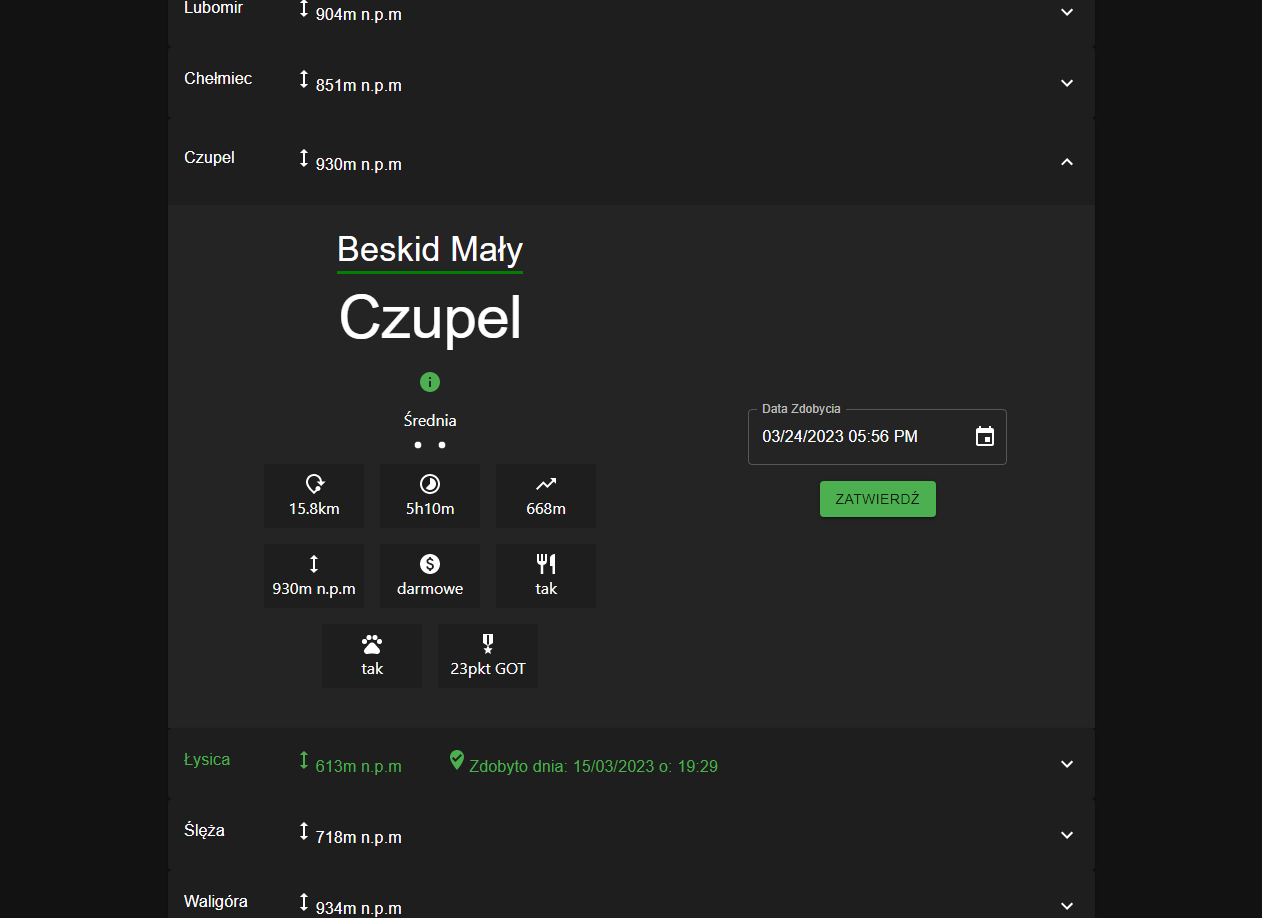 Lubomir 904m n.p.m
Chełmiec 851m n.p.m
Czupel 930m n.p.m
Beskid Mały
Czupel
Średnia
15.8km 5h10m 668m
930m n.p.m darmowe tak
tak 23pkt GOT
Data Zdobycia
03/24/2023 05:56 PM
ZATWIERDŹ
Łysica 613m n.p.m Zdobyto dnia: 15/03/2023 o: 19:29
Ślęża 718m n.p.m
Waligóra 934m n.p.m